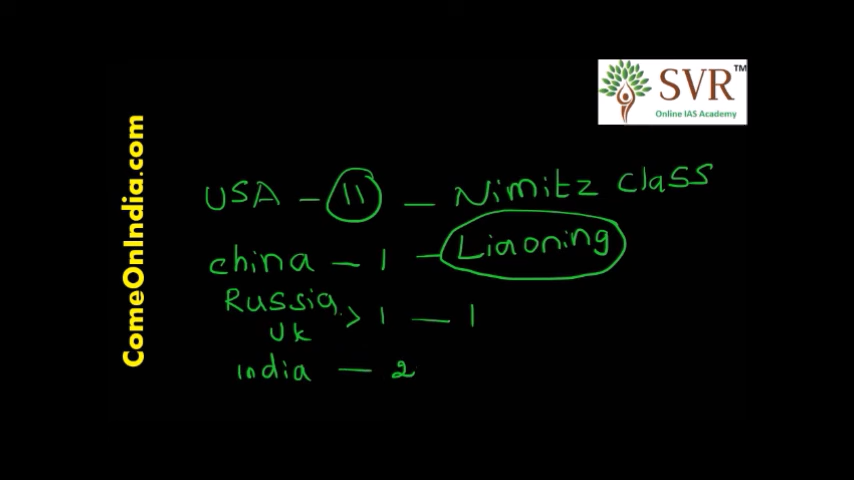 SVR™
Online IAS Academy
ComeOnIndia.com
USA - 11 - Nimitz class
china - 1 - Liaoning
Russia > 1 - 1
UK
india - 2